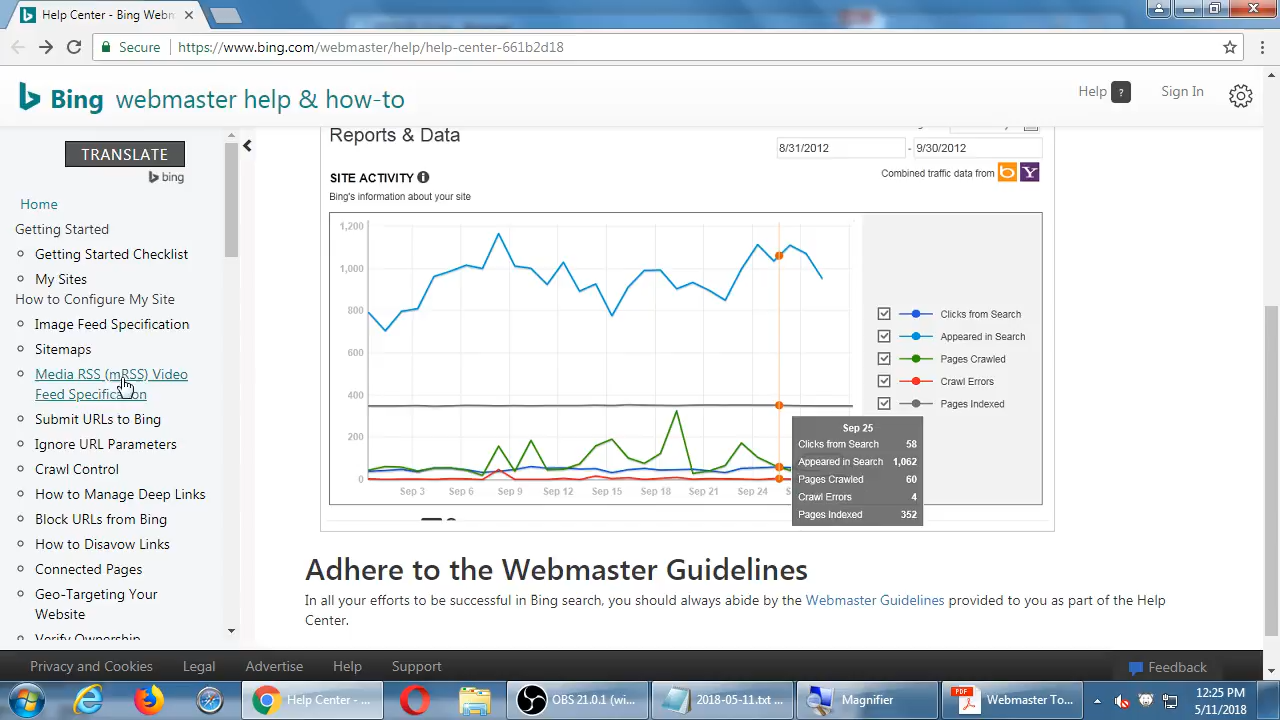 Help Center - Bing Webm
Secure
https://www.bing.com/webmaster/help/help-center-661b2d18
Bing webmaster help & how-to
Help ?
Sign In
TRANSLATE
bing
Home
Getting Started
Getting Started Checklist
My Sites
How to Configure My Site
Image Feed Specification
Sitemaps
Media RSS (mRSS) Video
Feed Specification
Submit URLs to Bing
Ignore URL Parameters
Crawl Control
How to Manage Deep Links
Block URLs from Bing
How to Disavow Links
Connected Pages
Geo-Targeting Your
Website
Verify Ownership
Reports & Data
8/31/2012 - 9/30/2012
SITE ACTIVITY
Combined traffic data from b Y
Bing's information about your site
1,200
1,000
800
600
400
200
0
Sep 3 Sep 6 Sep 9 Sep 12 Sep 15 Sep 18 Sep 21 Sep 24
Clicks from Search
Appeared in Search
Pages Crawled
Crawl Errors
Pages Indexed
Sep 25
Clicks from Search 58
Appeared in Search 1,062
Pages Crawled 60
Crawl Errors 4
Pages Indexed 352
Adhere to the Webmaster Guidelines
In all your efforts to be successful in Bing search, you should always abide by the Webmaster Guidelines provided to you as part of the Help
Center.
Privacy and Cookies
Legal
Advertise
Help
Support
Feedback
Help Center - ...
OBS 21.0.1 (wi...
2018-05-11.txt ...
Magnifier
PDF
Webmaster To...
12:25 PM
5/11/2018